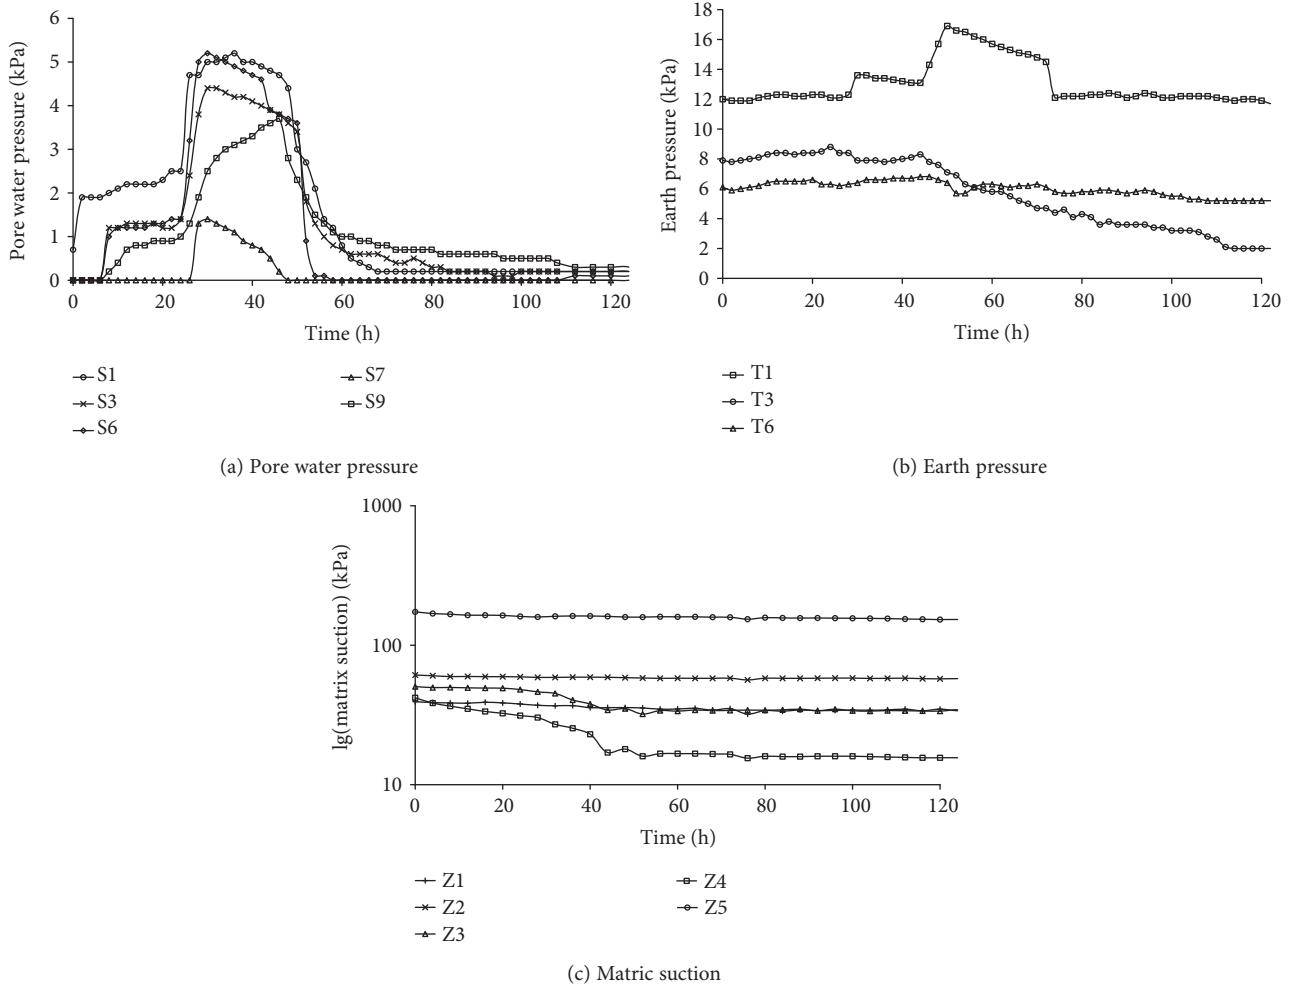 Pore water pressure (kPa)
6
5
4
3
2
1
0
0 20 40 60 80 100 120
Time (h)
S1
S3
S6
S7
S9
(a) Pore water pressure
Earth pressure (kPa)
18
16
14
12
10
8
6
4
2
0
0 20 40 60 80 100 120
Time (h)
T1
T3
T6
(b) Earth pressure
lg(matrix suction) (kPa)
1000
100
10
0 20 40 60 80 100 120
Time (h)
Z1
Z2
Z3
Z4
Z5
(c) Matric suction